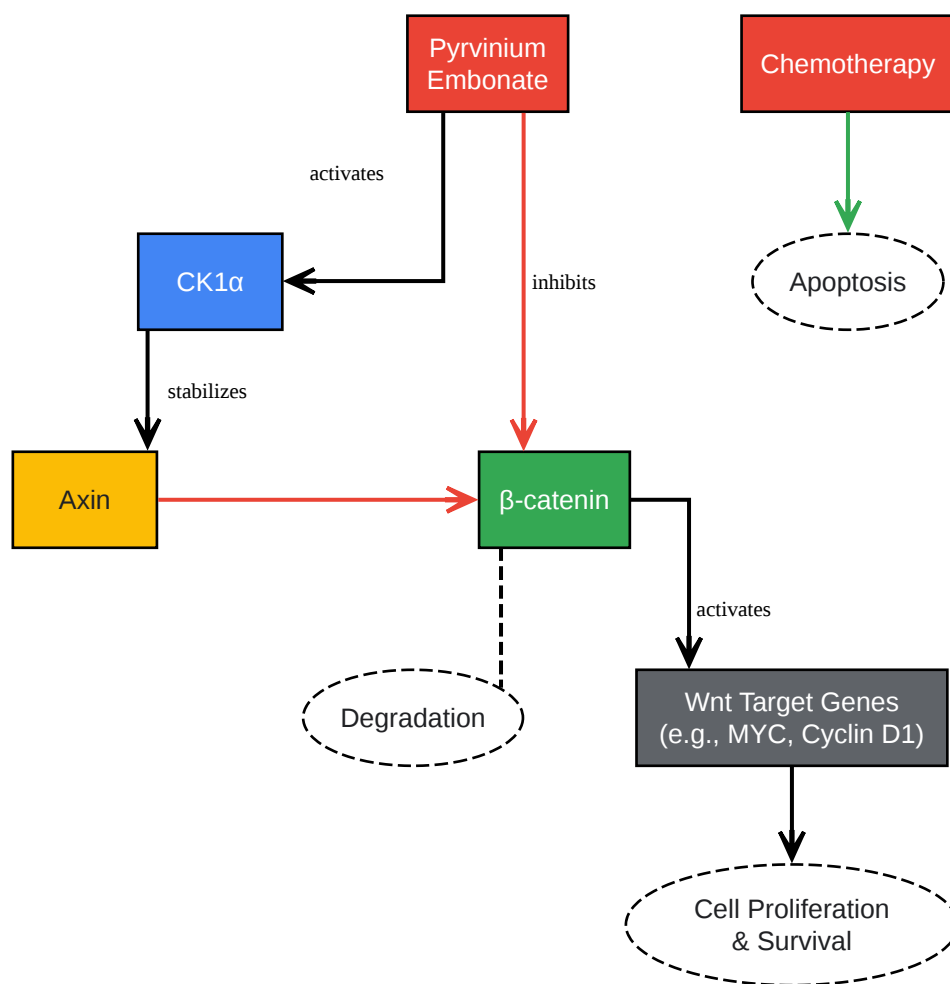 Pyrvinium
Embonate
Chemotherapy
activates
CK1α
inhibits
Apoptosis
stabilizes
Axin
β-catenin
activates
Degradation
Wnt Target Genes
(e.g., MYC, Cyclin D1)
Cell Proliferation
& Survival